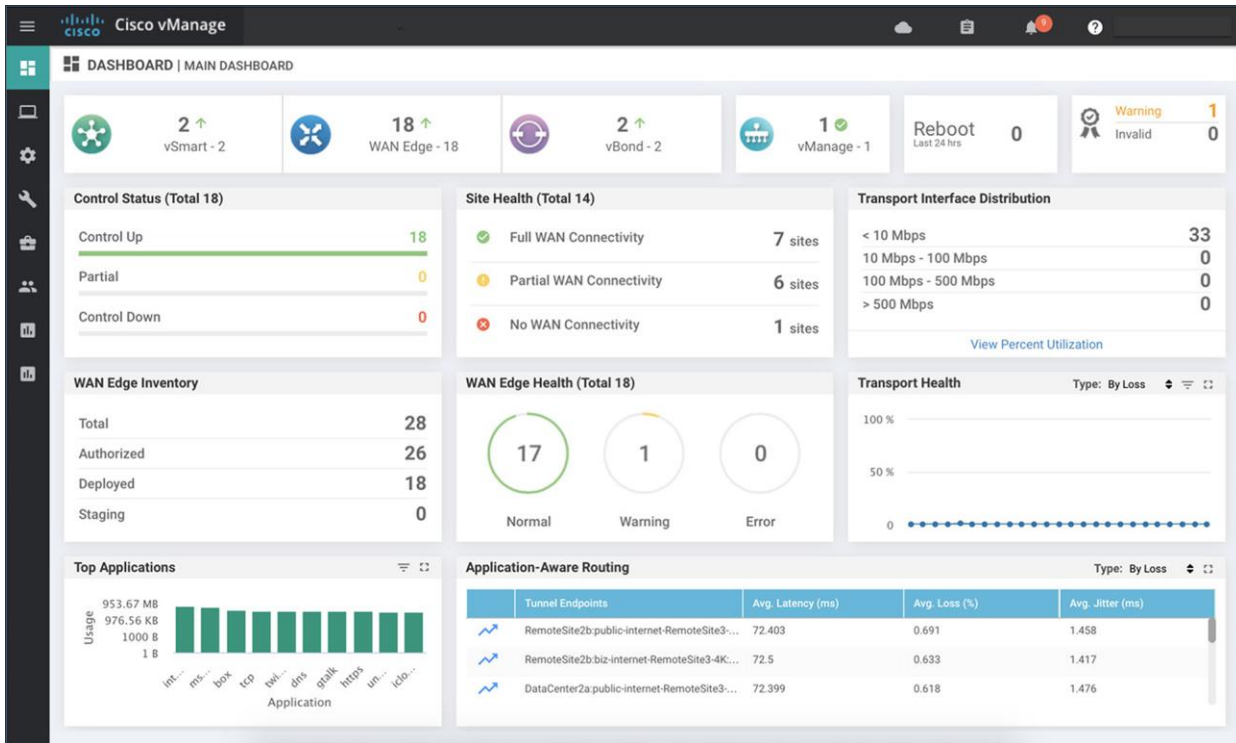 cisco Cisco vManage 9
DASHBOARD | MAIN DASHBOARD
2
vSmart - 2
18
WAN Edge - 18
2
vBond - 2
1
vManage - 1
Reboot
Last 24 hrs
0
Warning 1
Invalid 0
Control Status (Total 18)
Control Up 18
Partial 0
Control Down 0
Site Health (Total 14)
Full WAN Connectivity 7 sites
Partial WAN Connectivity 6 sites
No WAN Connectivity 1 sites
Transport Interface Distribution
< 10 Mbps 33
10 Mbps - 100 Mbps 0
100 Mbps - 500 Mbps 0
> 500 Mbps 0
View Percent Utilization
WAN Edge Inventory
Total 28
Authorized 26
Deployed 18
Staging 0
WAN Edge Health (Total 18)
17 1 0
Normal Warning Error
Transport Health Type: By Loss
100 %
50 %
0
Top Applications
Usage
953.67 MB
976.56 KB
1000 B
1 B
int... ms... box tcp twi... dns gtalk https un... iclo...
Application
Application-Aware Routing Type: By Loss
Tunnel Endpoints Avg. Latency (ms) Avg. Loss (%) Avg. Jitter (ms)
RemoteSite2b:public-internet-RemoteSite3-... 72.403 0.691 1.458
RemoteSite2b:biz-internet-RemoteSite3-4K:... 72.5 0.633 1.417
DataCenter2a:public-internet-RemoteSite3-... 72.399 0.618 1.476